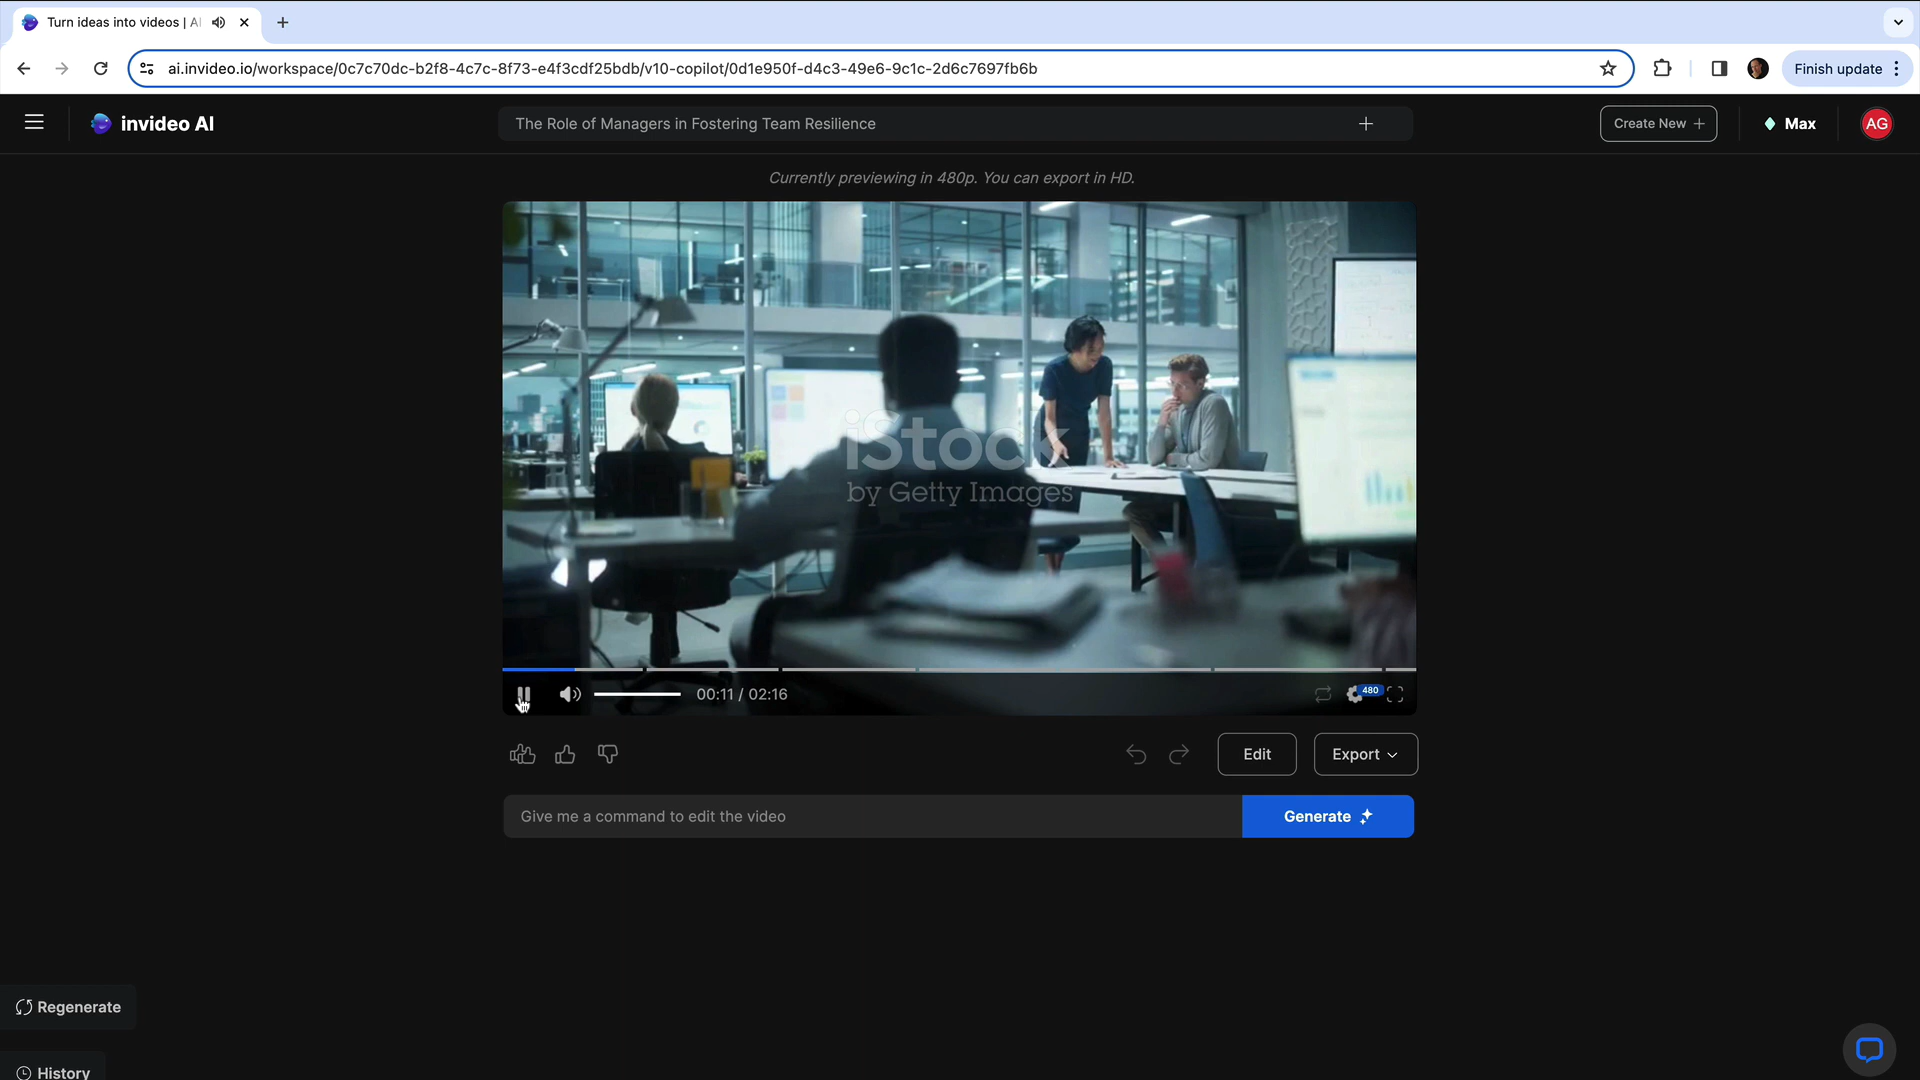 Turn ideas into videos | AI
ai.invideo.io/workspace/0c7c70dc-b2f8-4c7c-8f73-e4f3cdf25bdb/v10-copilot/0d1e950f-d4c3-49e6-9c1c-2d6c7697fb6b
Finish update
invideo AI
The Role of Managers in Fostering Team Resilience
Create New
Max
AG
Currently previewing in 480p. You can export in HD.
iStock
by Getty Images
00:11 / 02:16
480
Edit
Export
Give me a command to edit the video
Generate
Regenerate
History